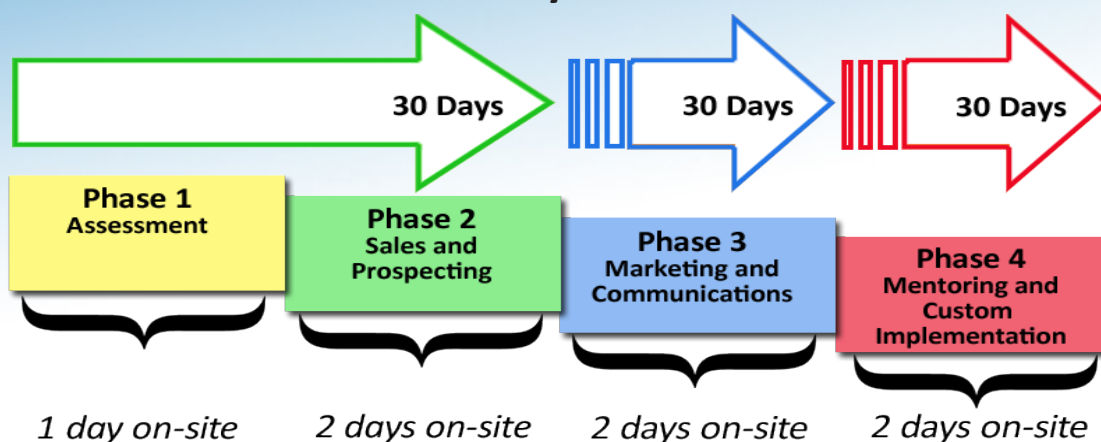 30 Days
30 Days
30 Days
Phase 1
Assessment
Phase 2
Sales and
Prospecting
Phase 3
Marketing and
Communications
Phase 4
Mentoring and
Custom
Implementation
1 day on-site
2 days on-site
2 days on-site
2 days on-site